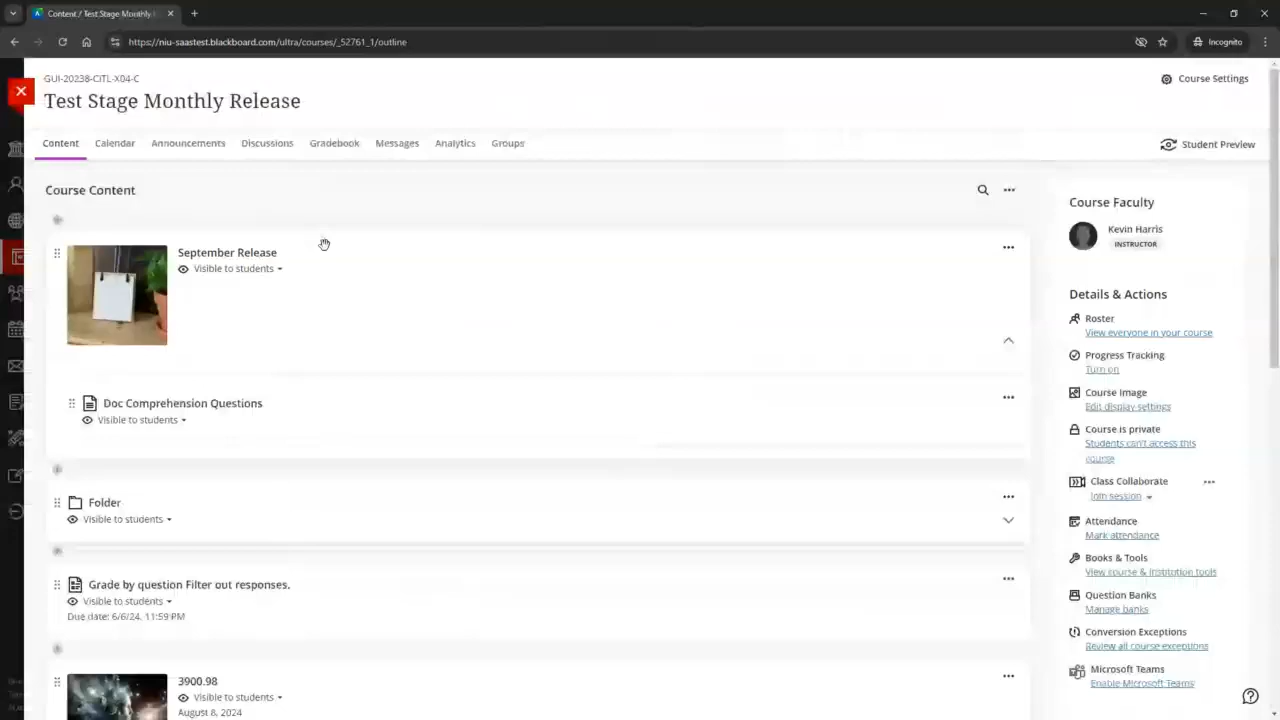 Content / Test Stage Monthly
https://niu-saastest.blackboard.com/ultra/courses/_52761_1/outline
Incognito
GUI-20238-CITL-X04-C
Test Stage Monthly Release
Course Settings
Content
Calendar
Announcements
Discussions
Gradebook
Messages
Analytics
Groups
Student Preview
Course Content
September Release
Visible to students
Doc Comprehension Questions
Visible to students
Folder
Visible to students
Grade by question Filter out responses.
Visible to students
Due date: 6/6/24, 11:59 PM
3900.98
Visible to students
August 8, 2024
Course Faculty
Kevin Harris
INSTRUCTOR
Details & Actions
Roster
View everyone in your course
Progress Tracking
Turn on
Course Image
Edit display settings
Course is private
Students can't access this
course
Class Collaborate
Join session
Attendance
Mark attendance
Books & Tools
View course & institution tools
Question Banks
Manage banks
Conversion Exceptions
Review all course exceptions
Microsoft Teams
Enable Microsoft Teams